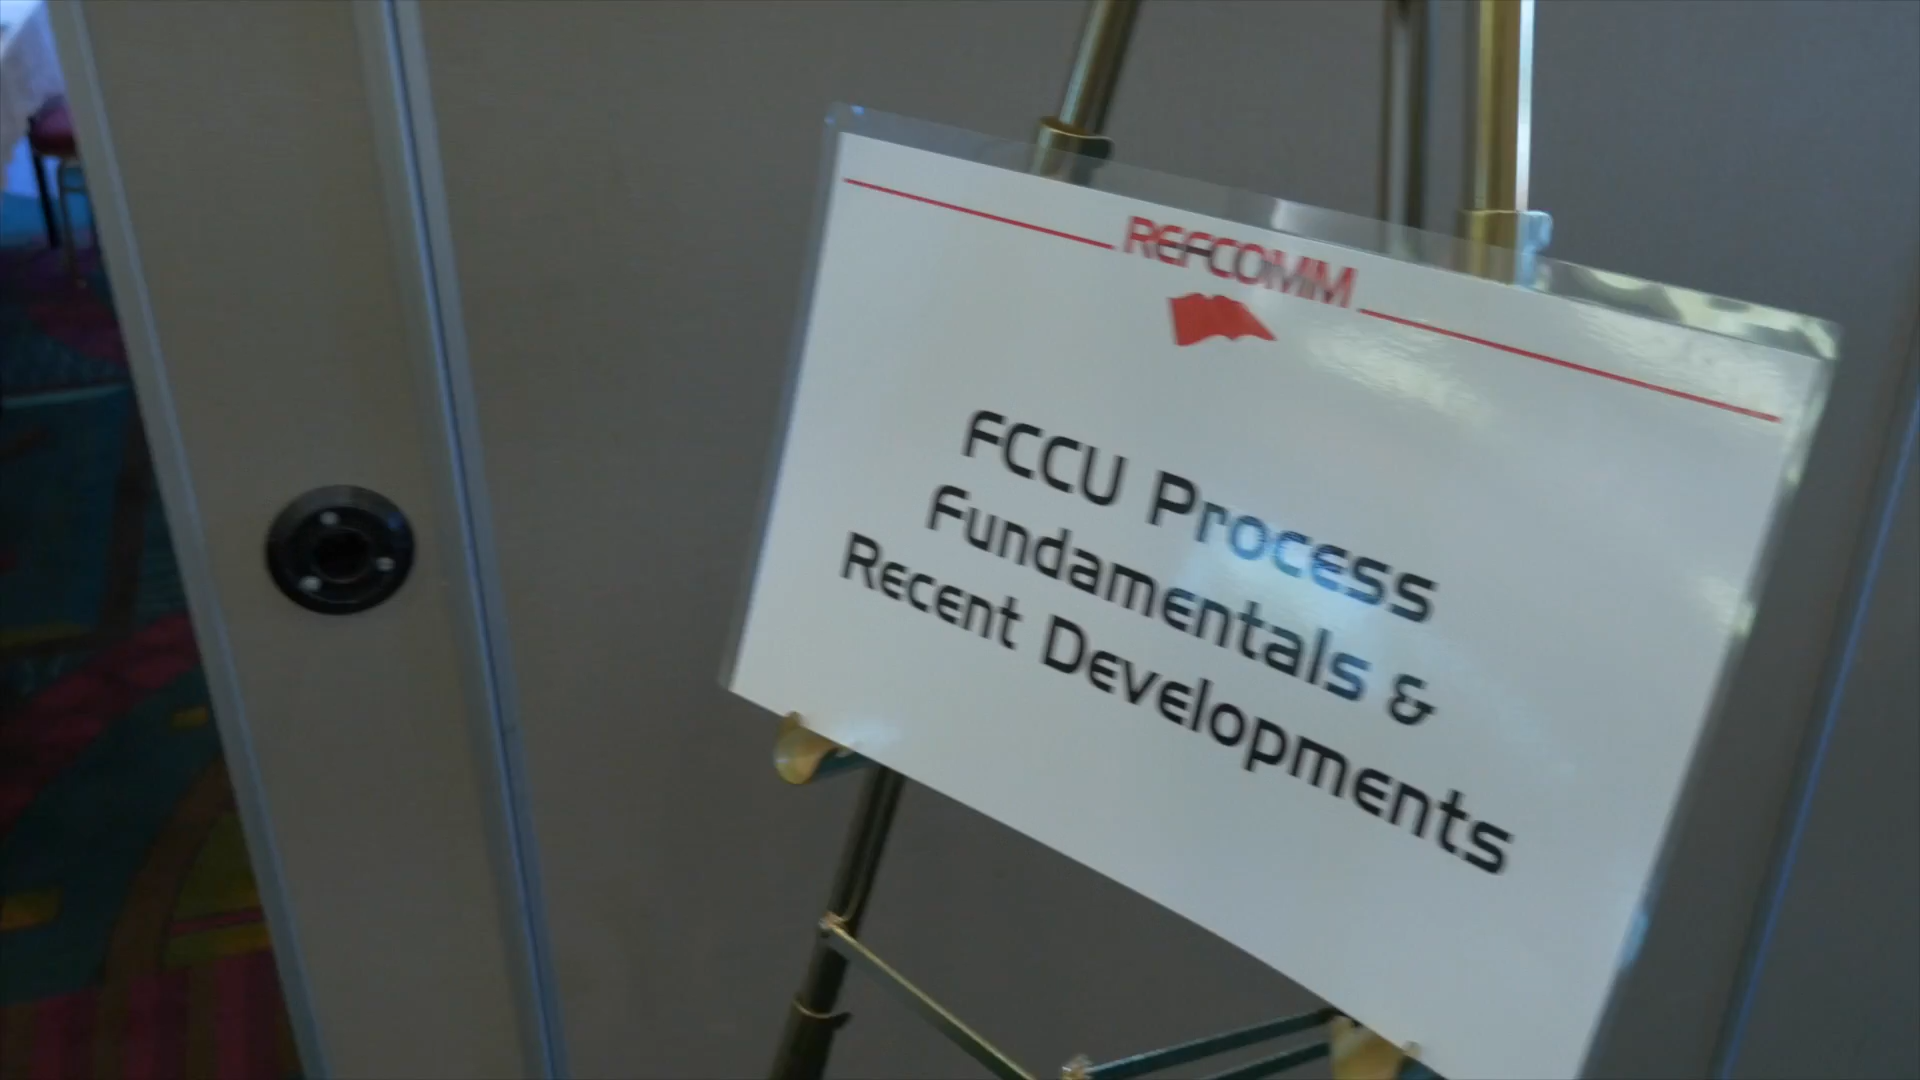 REFCOMM
FCCU Process
Fundamentals &
Recent Developments